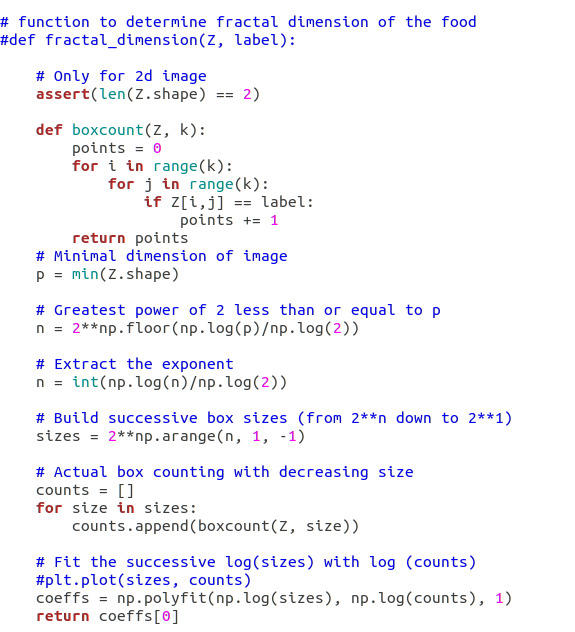 # function to determine fractal dimension of the food
#def fractal_dimension(Z, label):
# Only for 2d image
assert(len(Z.shape) == 2)
def boxcount(Z, k):
points = 0
for i in range(k):
for j in range(k):
if Z[i,j] == label:
points += 1
return points
# Minimal dimension of image
p = min(Z.shape)
# Greatest power of 2 less than or equal to p
n = 2**np.floor(np.log(p)/np.log(2))
# Extract the exponent
n = int(np.log(n)/np.log(2))
# Build successive box sizes (from 2**n down to 2**1)
sizes = 2**np.arange(n, 1, -1)
# Actual box counting with decreasing size
counts = []
for size in sizes:
counts.append(boxcount(Z, size))
# Fit the successive log(sizes) with log (counts)
#plt.plot(sizes, counts)
coeffs = np.polyfit(np.log(sizes), np.log(counts), 1)
return coeffs[0]